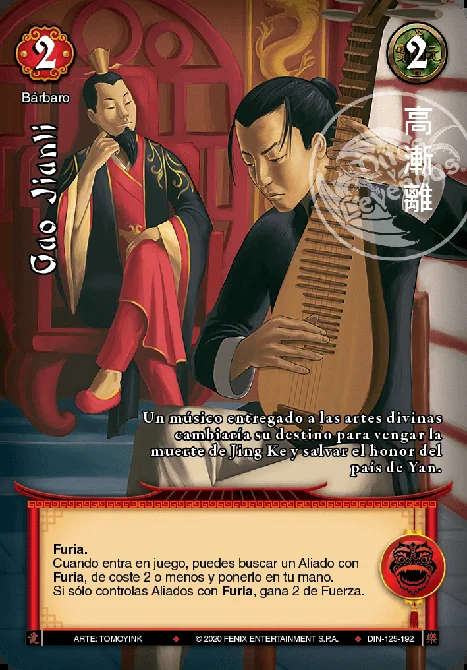 2
2
Bárbaro
Gao Jianli
高漸離
Un músico entregado a las artes divinas
cambiaría su destino para vengar la
muerte de Jing Ke y salvar el honor del
país de Yan.
Furia.
Cuando entra en juego, puedes buscar un Aliado con
Furia, de coste 2 o menos y ponerlo en tu mano.
Si sólo controlas Aliados con Furia, gana 2 de Fuerza.
ARTE: TOMCYINK ◆ © 2020 FENIX ENTERTAINMENT S.P.A. ◆ DIN-125-192